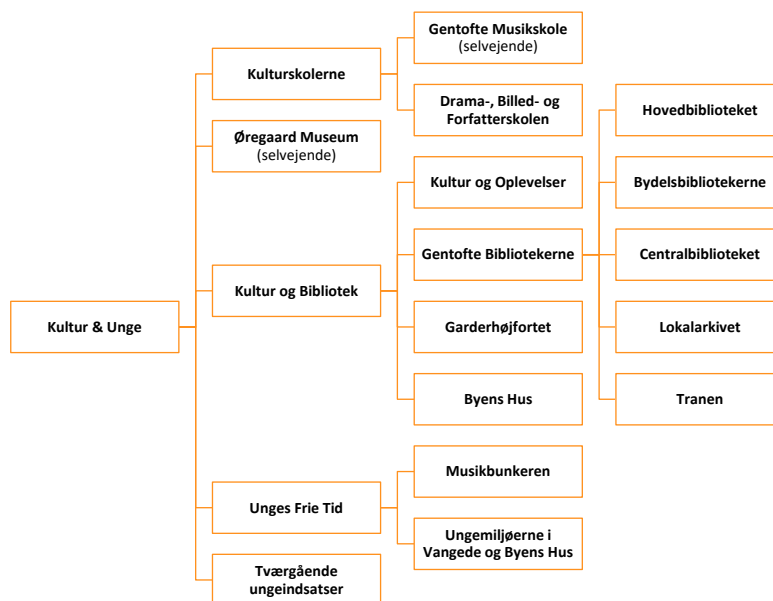 Kultur & Unge
Kulturskolerne
Gentofte Musikskole
(selvejende)
Drama-, Billed- og
Forfatterskolen
Øregaard Museum
(selvejende)
Kultur og Bibliotek
Kultur og Oplevelser
Gentofte Bibliotekerne
Hovedbiblioteket
Bydelsbibliotekerne
Centralbiblioteket
Lokalarkivet
Tranen
Garderhøjfortet
Byens Hus
Unges Frie Tid
Musikbunkeren
Ungemiljøerne i
Vangede og Byens Hus
Tværgående
ungeindsatser